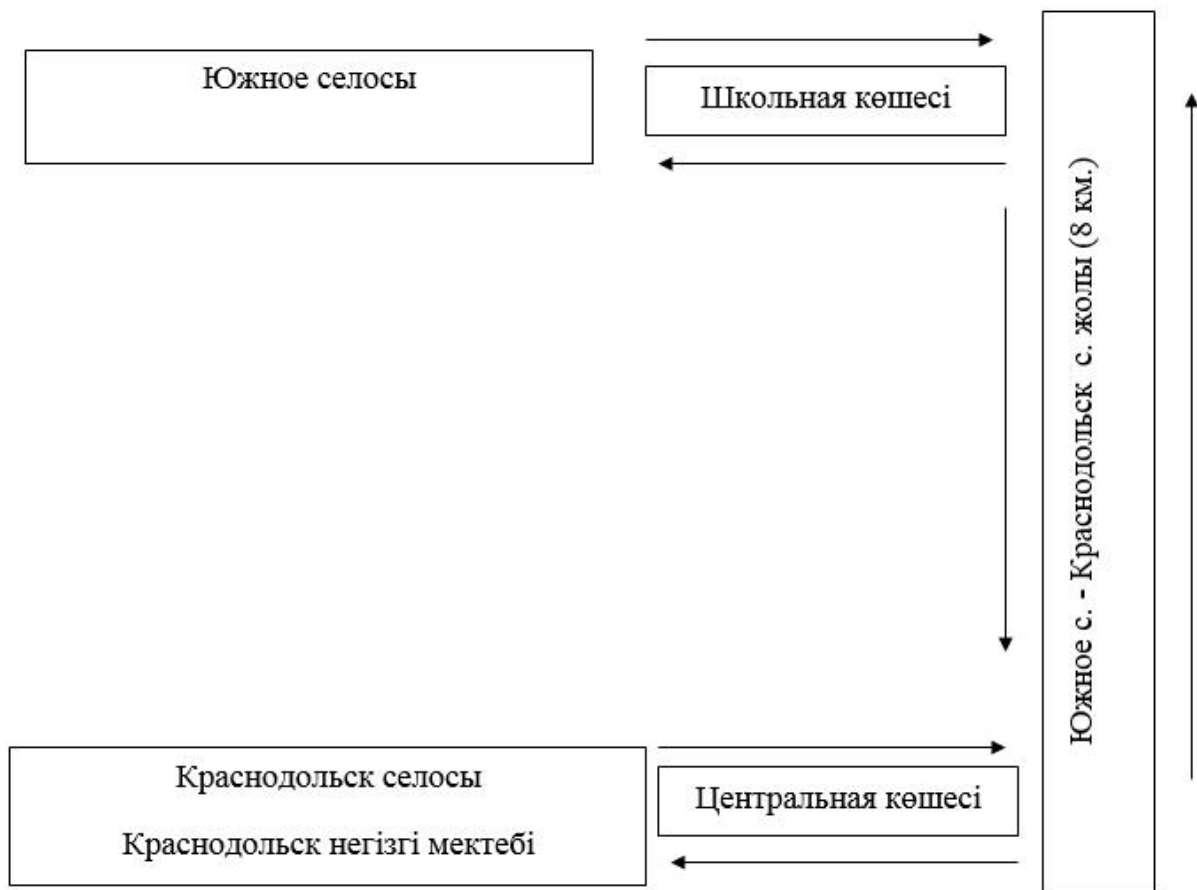 Южное селосы
Школьная көшесі
Южное с. - Краснодольск с. жолы (8 км.)
Краснодольск селосы
Краснодольск негізгі мектебі
Центральная көшесі